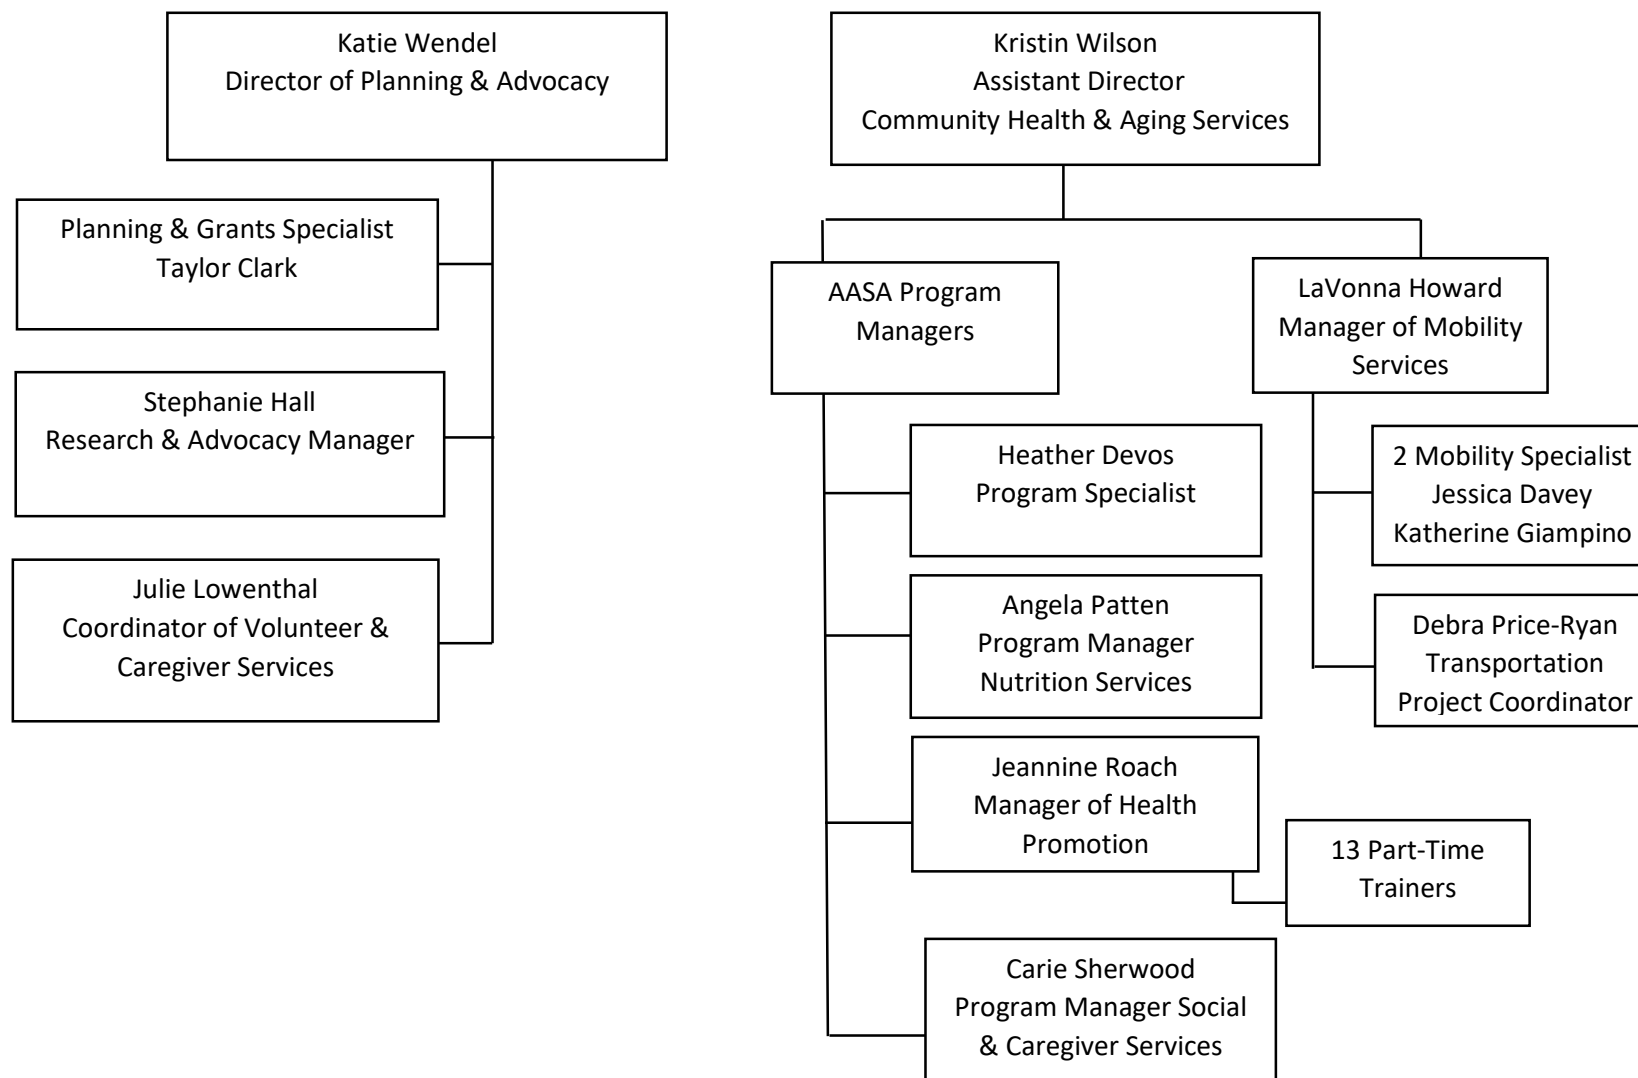 Katie Wendel
Director of Planning & Advocacy
Planning & Grants Specialist
Taylor Clark
Stephanie Hall
Research & Advocacy Manager
Julie Lowenthal
Coordinator of Volunteer &
Caregiver Services
Kristin Wilson
Assistant Director
Community Health & Aging Services
AASA Program
Managers
Heather Devos
Program Specialist
Angela Patten
Program Manager
Nutrition Services
Jeannine Roach
Manager of Health
Promotion
13 Part-Time
Trainers
Carie Sherwood
Program Manager Social
& Caregiver Services
LaVonna Howard
Manager of Mobility
Services
2 Mobility Specialist
Jessica Davey
Katherine Giampino
Debra Price-Ryan
Transportation
Project Coordinator